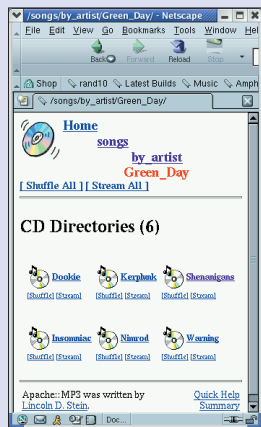 /songs/by_artist/Green_Day/ - Netscape
File Edit View Go Bookmarks Tools Window Hel
Back Forward Reload Stop
Shop rand10 Latest Builds Music Amph
/songs/by_artist/Green_Day/
Home
songs
by_artist
Green_Day
[ Shuffle All ] [ Stream All ]
CD Directories (6)
Dookie Kerplunk Shenanigans
[Shuffle] [Stream] [Shuffle] [Stream] [Shuffle] [Stream]
Insomniac Nimrod Warning
[Shuffle] [Stream] [Shuffle] [Stream] [Shuffle] [Stream]
Apache::MP3 was written by Quick Help
Lincoln D. Stein. Summary
Doc...